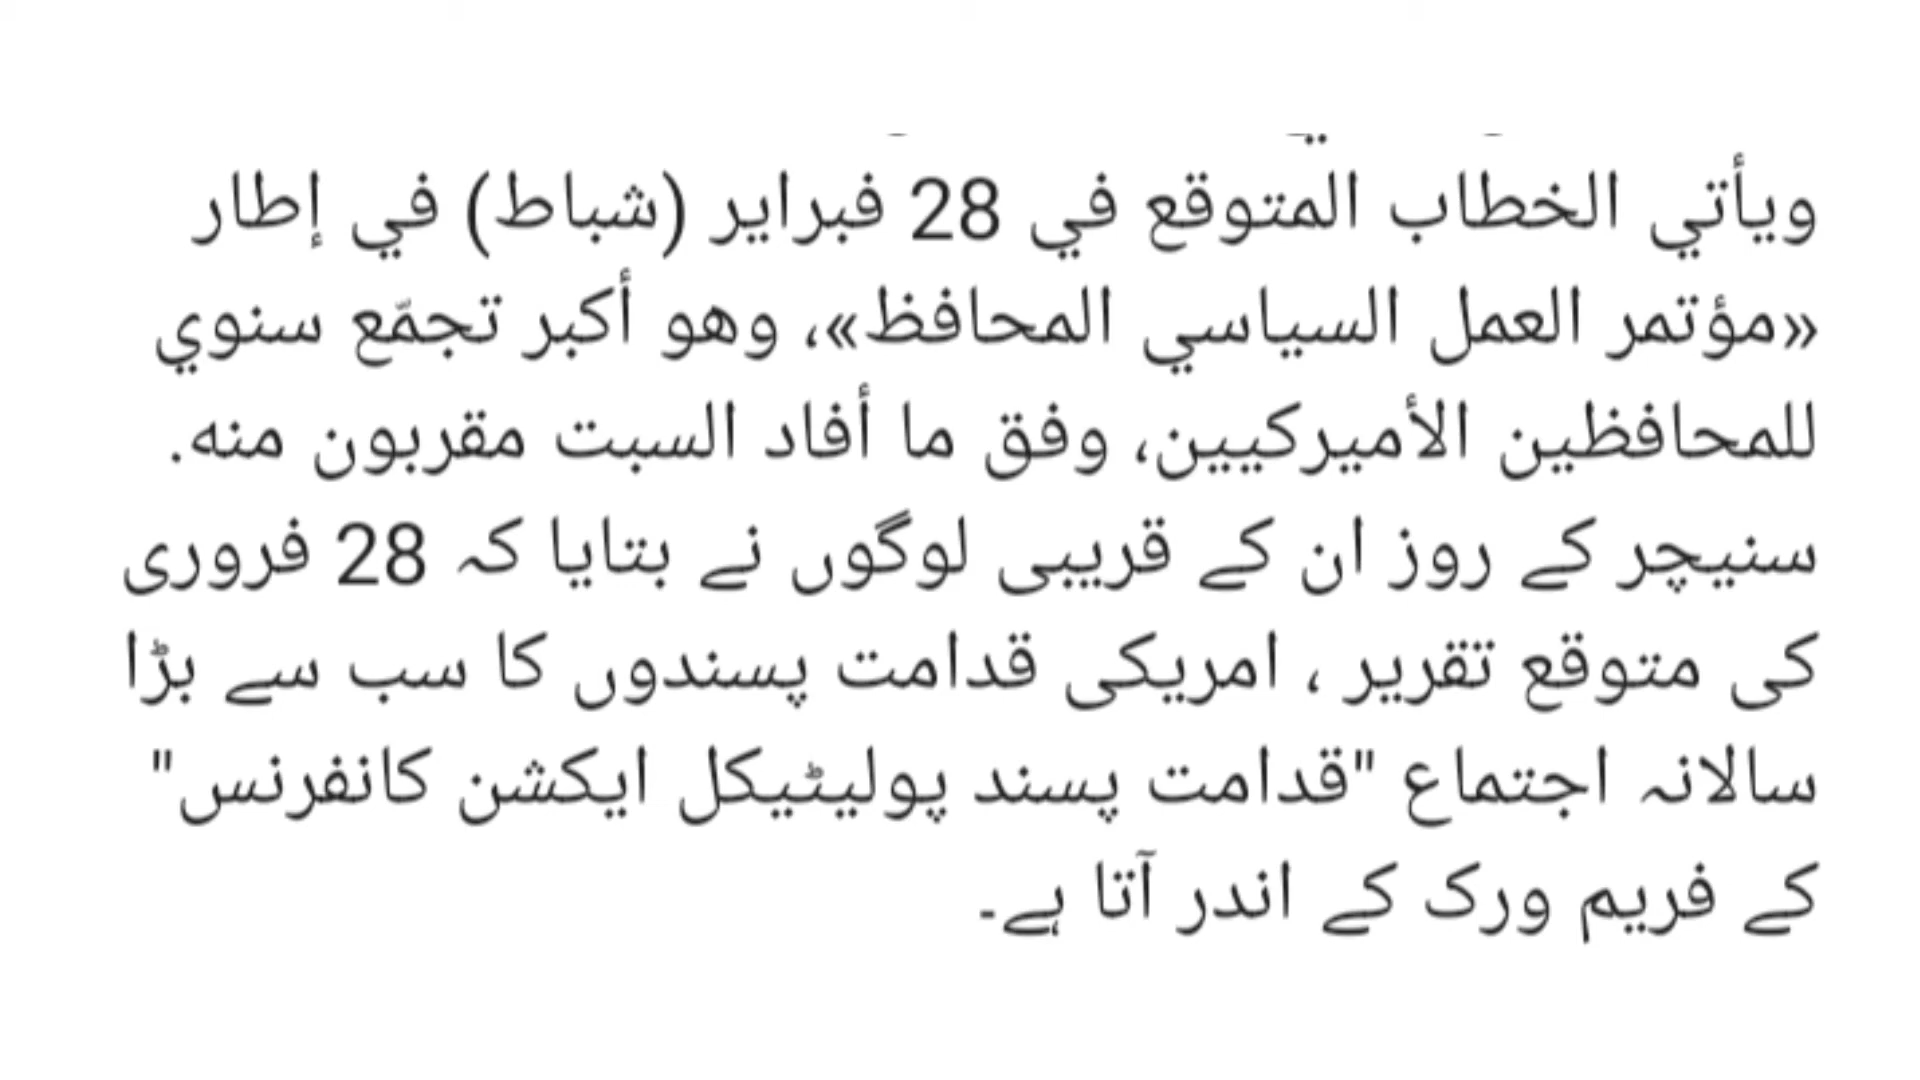 ويأتي الخطاب المتوقع في 28 فبراير (شباط) في إطار
«مؤتمر العمل السياسي المحافظ»، وهو أكبر تجمّع سنوي
للمحافظين الأميركيين، وفق ما أفاد السبت مقربون منه.
سنیچر کے روز ان کے قریبی لوگوں نے بتایا کہ 28 فروری
کی متوقع تقریر ، امریکی قدامت پسندوں کا سب سے بڑا
سالانہ اجتماع "قدامت پسند پولیٹیکل ایکشن کانفرنس"
کے فریم ورک کے اندر آتا ہے۔